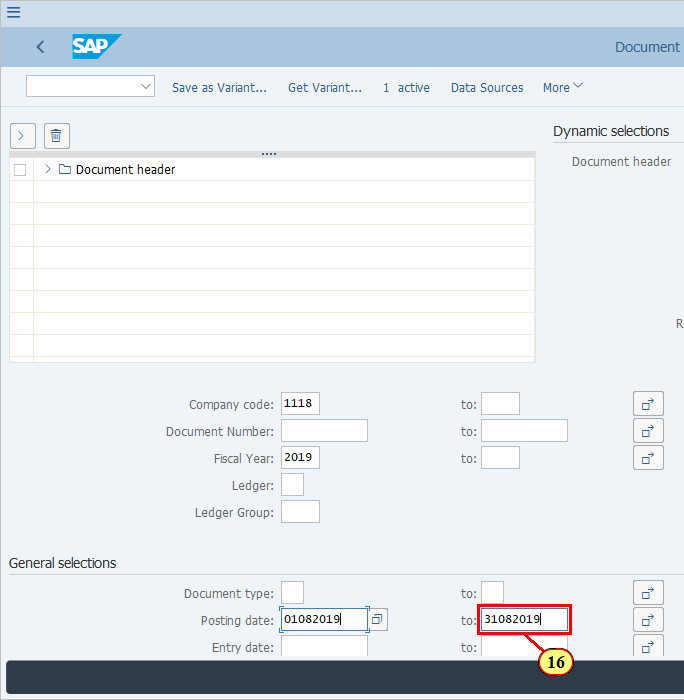 SAP
Document
Save as Variant... Get Variant... 1 active Data Sources More
Dynamic selections
Document header
Document header
R
Company code: 1118 to:
Document Number: to:
Fiscal Year: 2019 to:
Ledger:
Ledger Group:
General selections
Document type: to:
Posting date: 01082019 to: 31082019
Entry date: to:
16